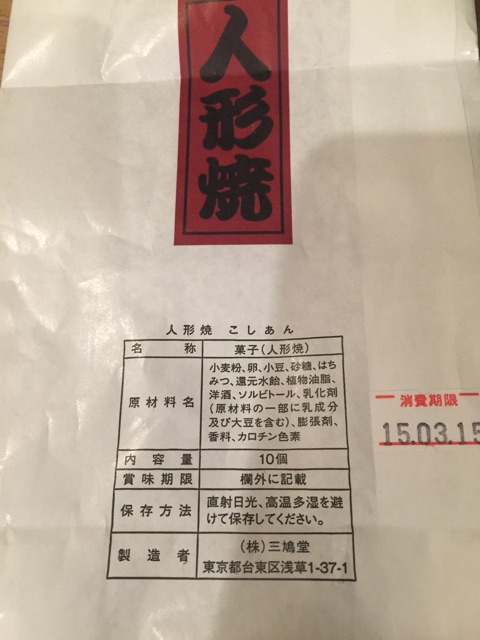 人形焼
人形焼 こしあん
名 称 菓子(人形焼)
原材料名 小麦粉、卵、小豆、砂糖、はち
みつ、還元水飴、植物油脂、
洋酒、ソルビトール、乳化剤
(原材料の一部に乳成分
及び大豆を含む)、膨張剤、
香料、カロチン色素
内容量 10個
賞味期限 欄外に記載
保存方法 直射日光、高温多湿を避
けて保存してください。
製造者 (株)三鳩堂
東京都台東区浅草1-37-1
消費期限
15.03.15